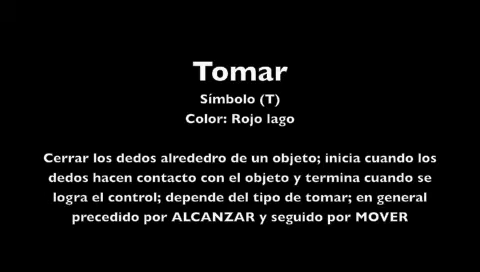 Tomar
Símbolo (T)
Color: Rojo lago
Cerrar los dedos alrededro de un objeto; inicia cuando los
dedos hacen contacto con el objeto y termina cuando se
logra el control; depende del tipo de tomar; en general
precedido por ALCANZAR y seguido por MOVER